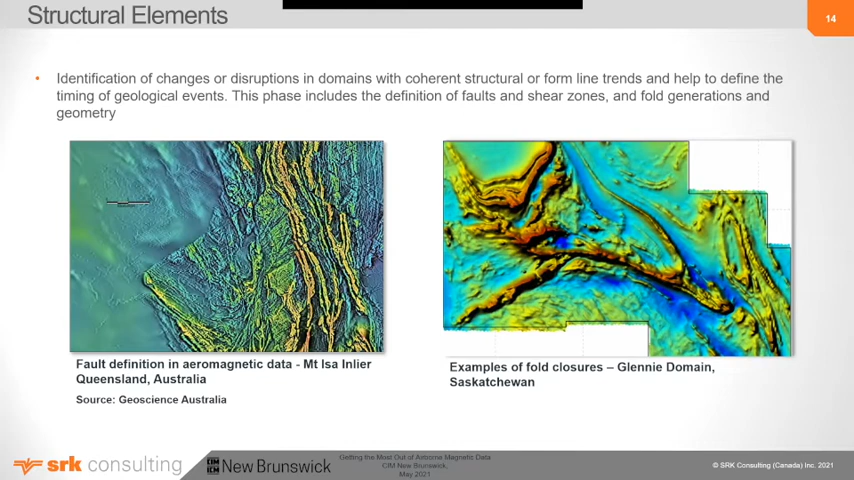 Structural Elements
14
• Identification of changes or disruptions in domains with coherent structural or form line trends and help to define the
timing of geological events. This phase includes the definition of faults and shear zones, and fold generations and
geometry
Fault definition in aeromagnetic data - Mt Isa Inlier
Queensland, Australia
Source: Geoscience Australia
Examples of fold closures – Glennie Domain,
Saskatchewan
srk consulting
CIM
ICM
New Brunswick
Getting the Most Out of Airborne Magnetic Data
CIM New Brunswick,
May 2021
© SRK Consulting (Canada) Inc. 2021